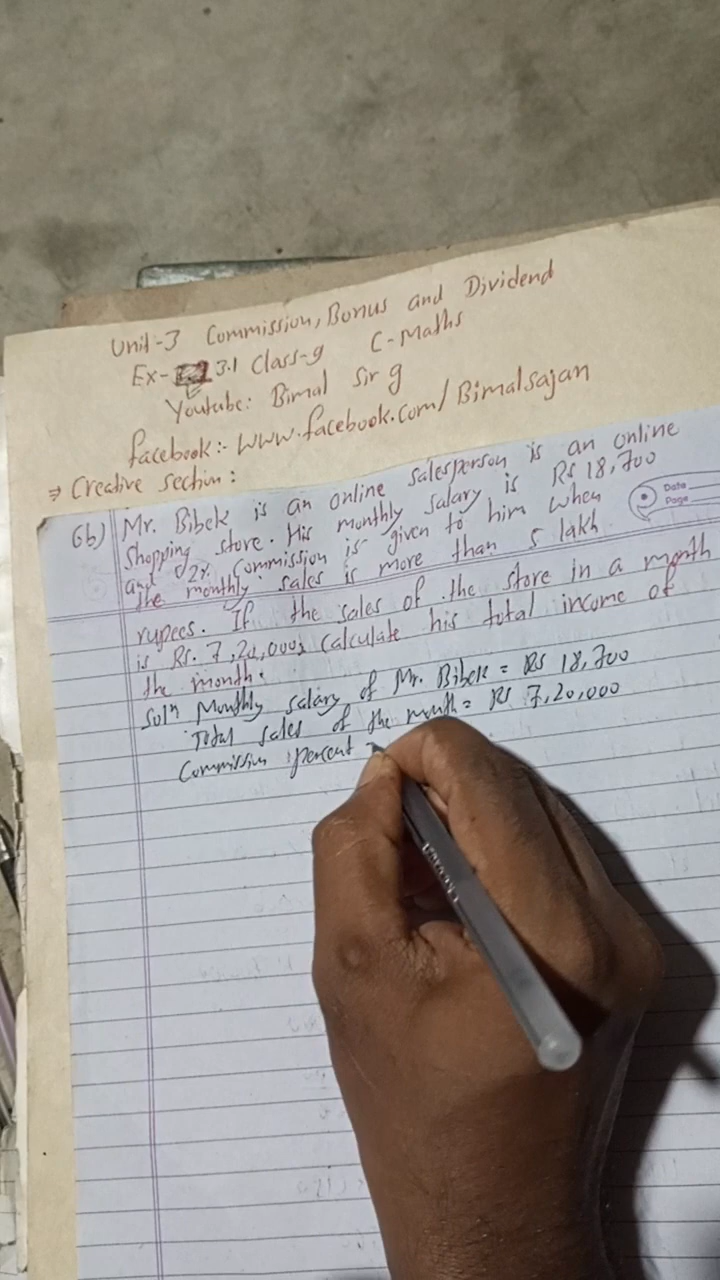 Unit-3 Commission, Bonus and Dividend
Ex- 3.1 Class-9 C-Maths
Youtube: Bimal Sir g
facebook:- www.facebook.com/Bimalsajan
⇒ Creative section:
6b) Mr. Bibek is an online salesperson is an online
shopping store. His monthly salary is Rs 18,700
and 2% commission is given to him when
the monthly sales is more than 5 lakh
rupees. If the sales of the store in a month
is Rs. 7,20,000, calculate his total income of
the month.
Date
Page
Solⁿ Monthly salary of Mr. Bibek = Rs 18,700
Total sales of the month = Rs 7,20,000
Commission percent